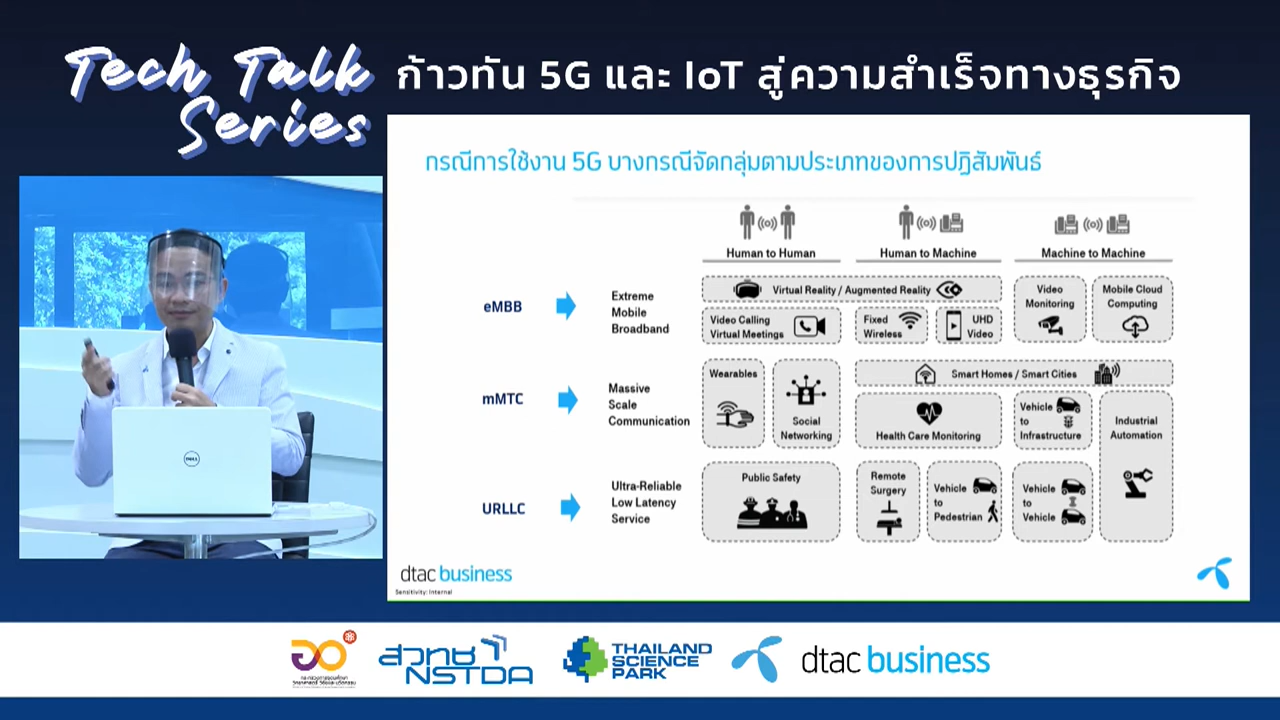 Tech Talk
Series
ก้าวทัน 5G และ IoT สู่ความสำเร็จทางธุรกิจ
กรณีการใช้งาน 5G บางกรณีจัดกลุ่มตามประเภทของการปฏิสัมพันธ์
Human to Human
Human to Machine
Machine to Machine
eMBB
Extreme
Mobile
Broadband
Virtual Reality / Augmented Reality
Video Calling
Virtual Meetings
Fixed
Wireless
UHD
Video
Video
Monitoring
Mobile Cloud
Computing
mMTC
Massive
Scale
Communication
Wearables
Social
Networking
Smart Homes / Smart Cities
Health Care Monitoring
Vehicle
to
Infrastructure
Industrial
Automation
URLLC
Ultra-Reliable
Low Latency
Service
Public Safety
Remote
Surgery
Vehicle
to
Pedestrian
Vehicle
to
Vehicle
dtac business
Sensitivity: Internal
DELL
สวทช
NSTDA
THAILAND
SCIENCE
PARK
dtac business